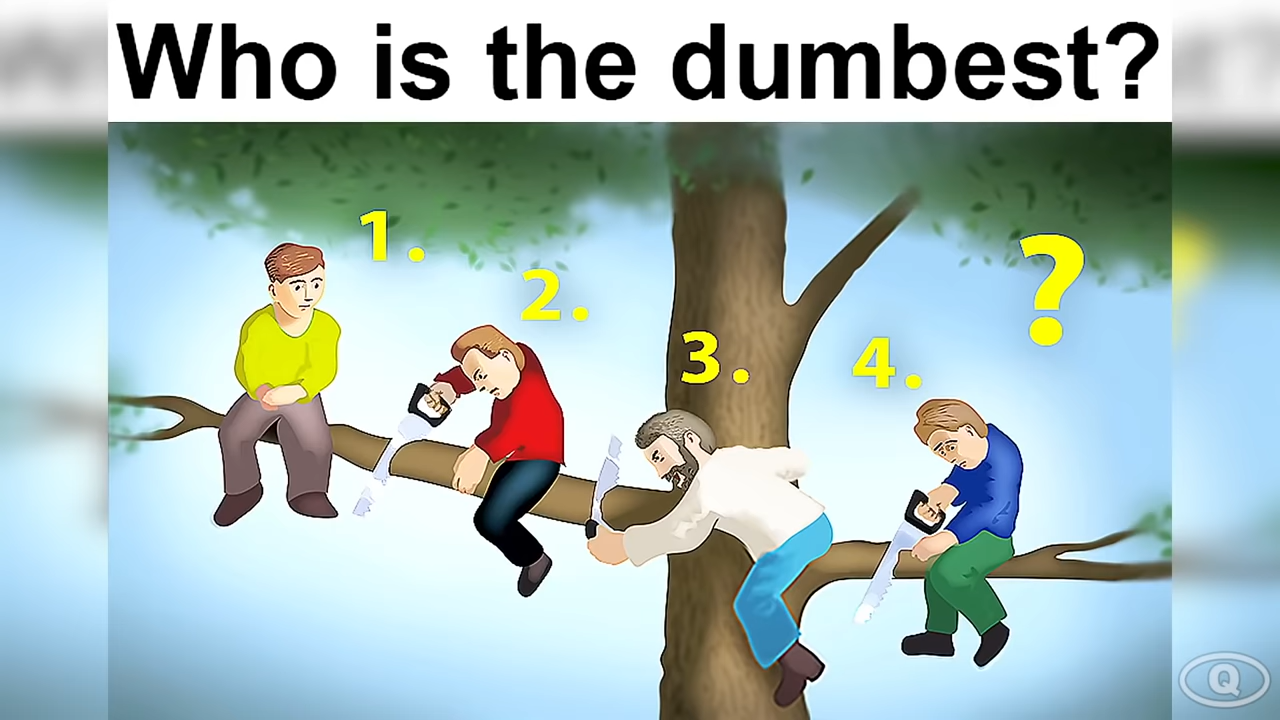 Who is the dumbest?
1.
2.
?
3.
4.
Q